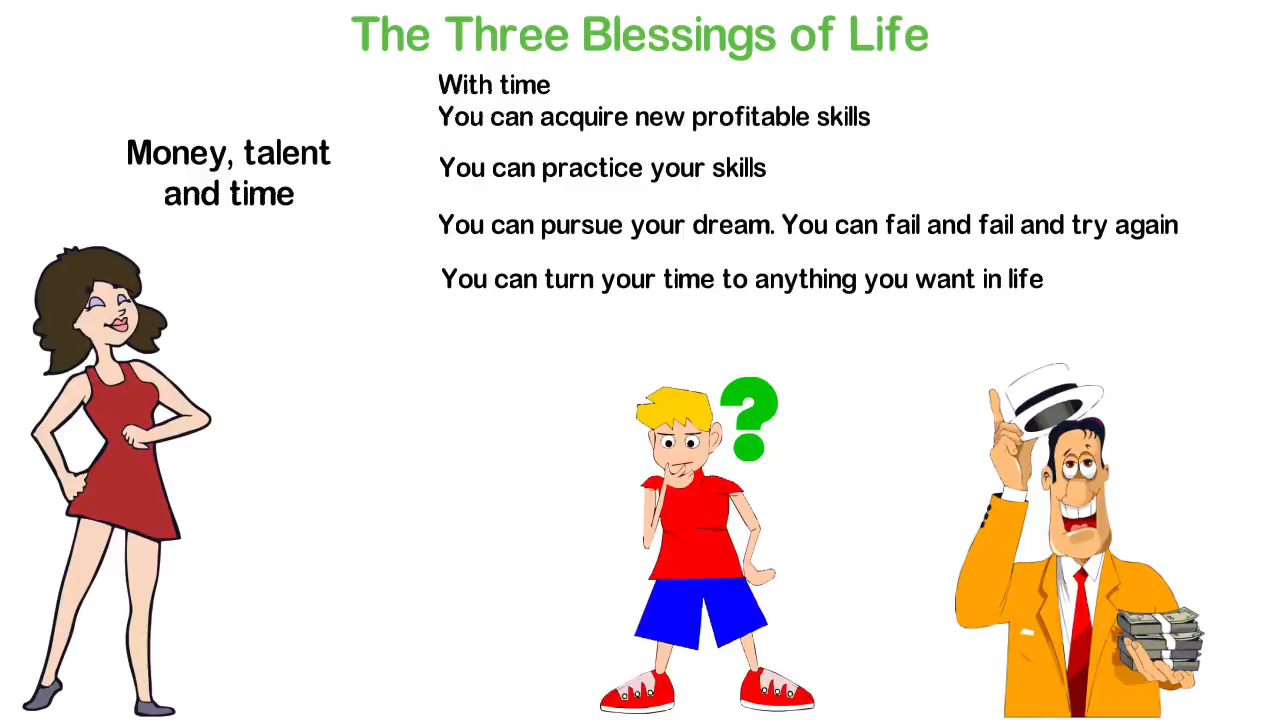 The Three Blessings of Life
Money, talent
and time
With time
You can acquire new profitable skills
You can practice your skills
You can pursue your dream. You can fail and fail and try again
You can turn your time to anything you want in life
?